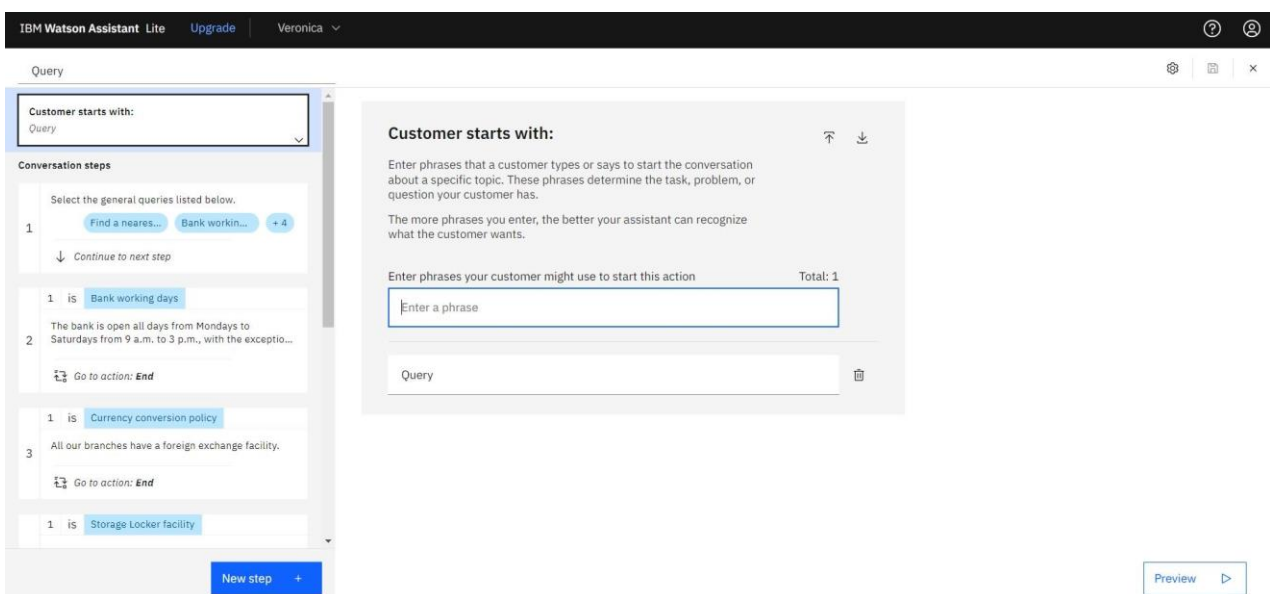 IBM Watson Assistant Lite Upgrade Veronica
Query
Customer starts with:
Query
Conversation steps
1
Select the general queries listed below.
Find a neares... Bank workin... + 4
Continue to next step
2
1 is Bank working days
The bank is open all days from Mondays to
Saturdays from 9 a.m. to 3 p.m., with the exceptio...
Go to action: End
3
1 is Currency conversion policy
All our branches have a foreign exchange facility.
Go to action: End
1 is Storage Locker facility
New step +
Customer starts with:
Enter phrases that a customer types or says to start the conversation
about a specific topic. These phrases determine the task, problem, or
question your customer has.
The more phrases you enter, the better your assistant can recognize
what the customer wants.
Enter phrases your customer might use to start this action Total: 1
Enter a phrase
Query
Preview